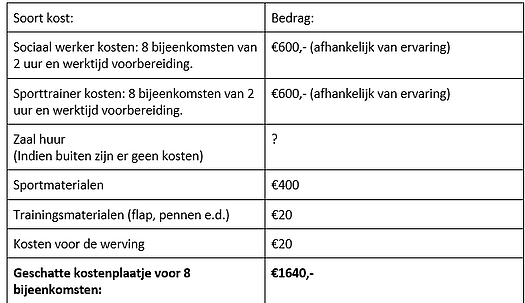 Soort kost: Bedrag:
Sociaal werker kosten: 8 bijeenkomsten van €600,- (afhankelijk van ervaring)
2 uur en werktijd voorbereiding.
Sporttrainer kosten: 8 bijeenkomsten van 2 €600,- (afhankelijk van ervaring)
uur en werktijd voorbereiding.
Zaal huur ?
(Indien buiten zijn er geen kosten)
Sportmaterialen €400
Trainingsmaterialen (flap, pennen e.d.) €20
Kosten voor de werving €20
Geschatte kostenplaatje voor 8 €1640,-
bijeenkomsten: